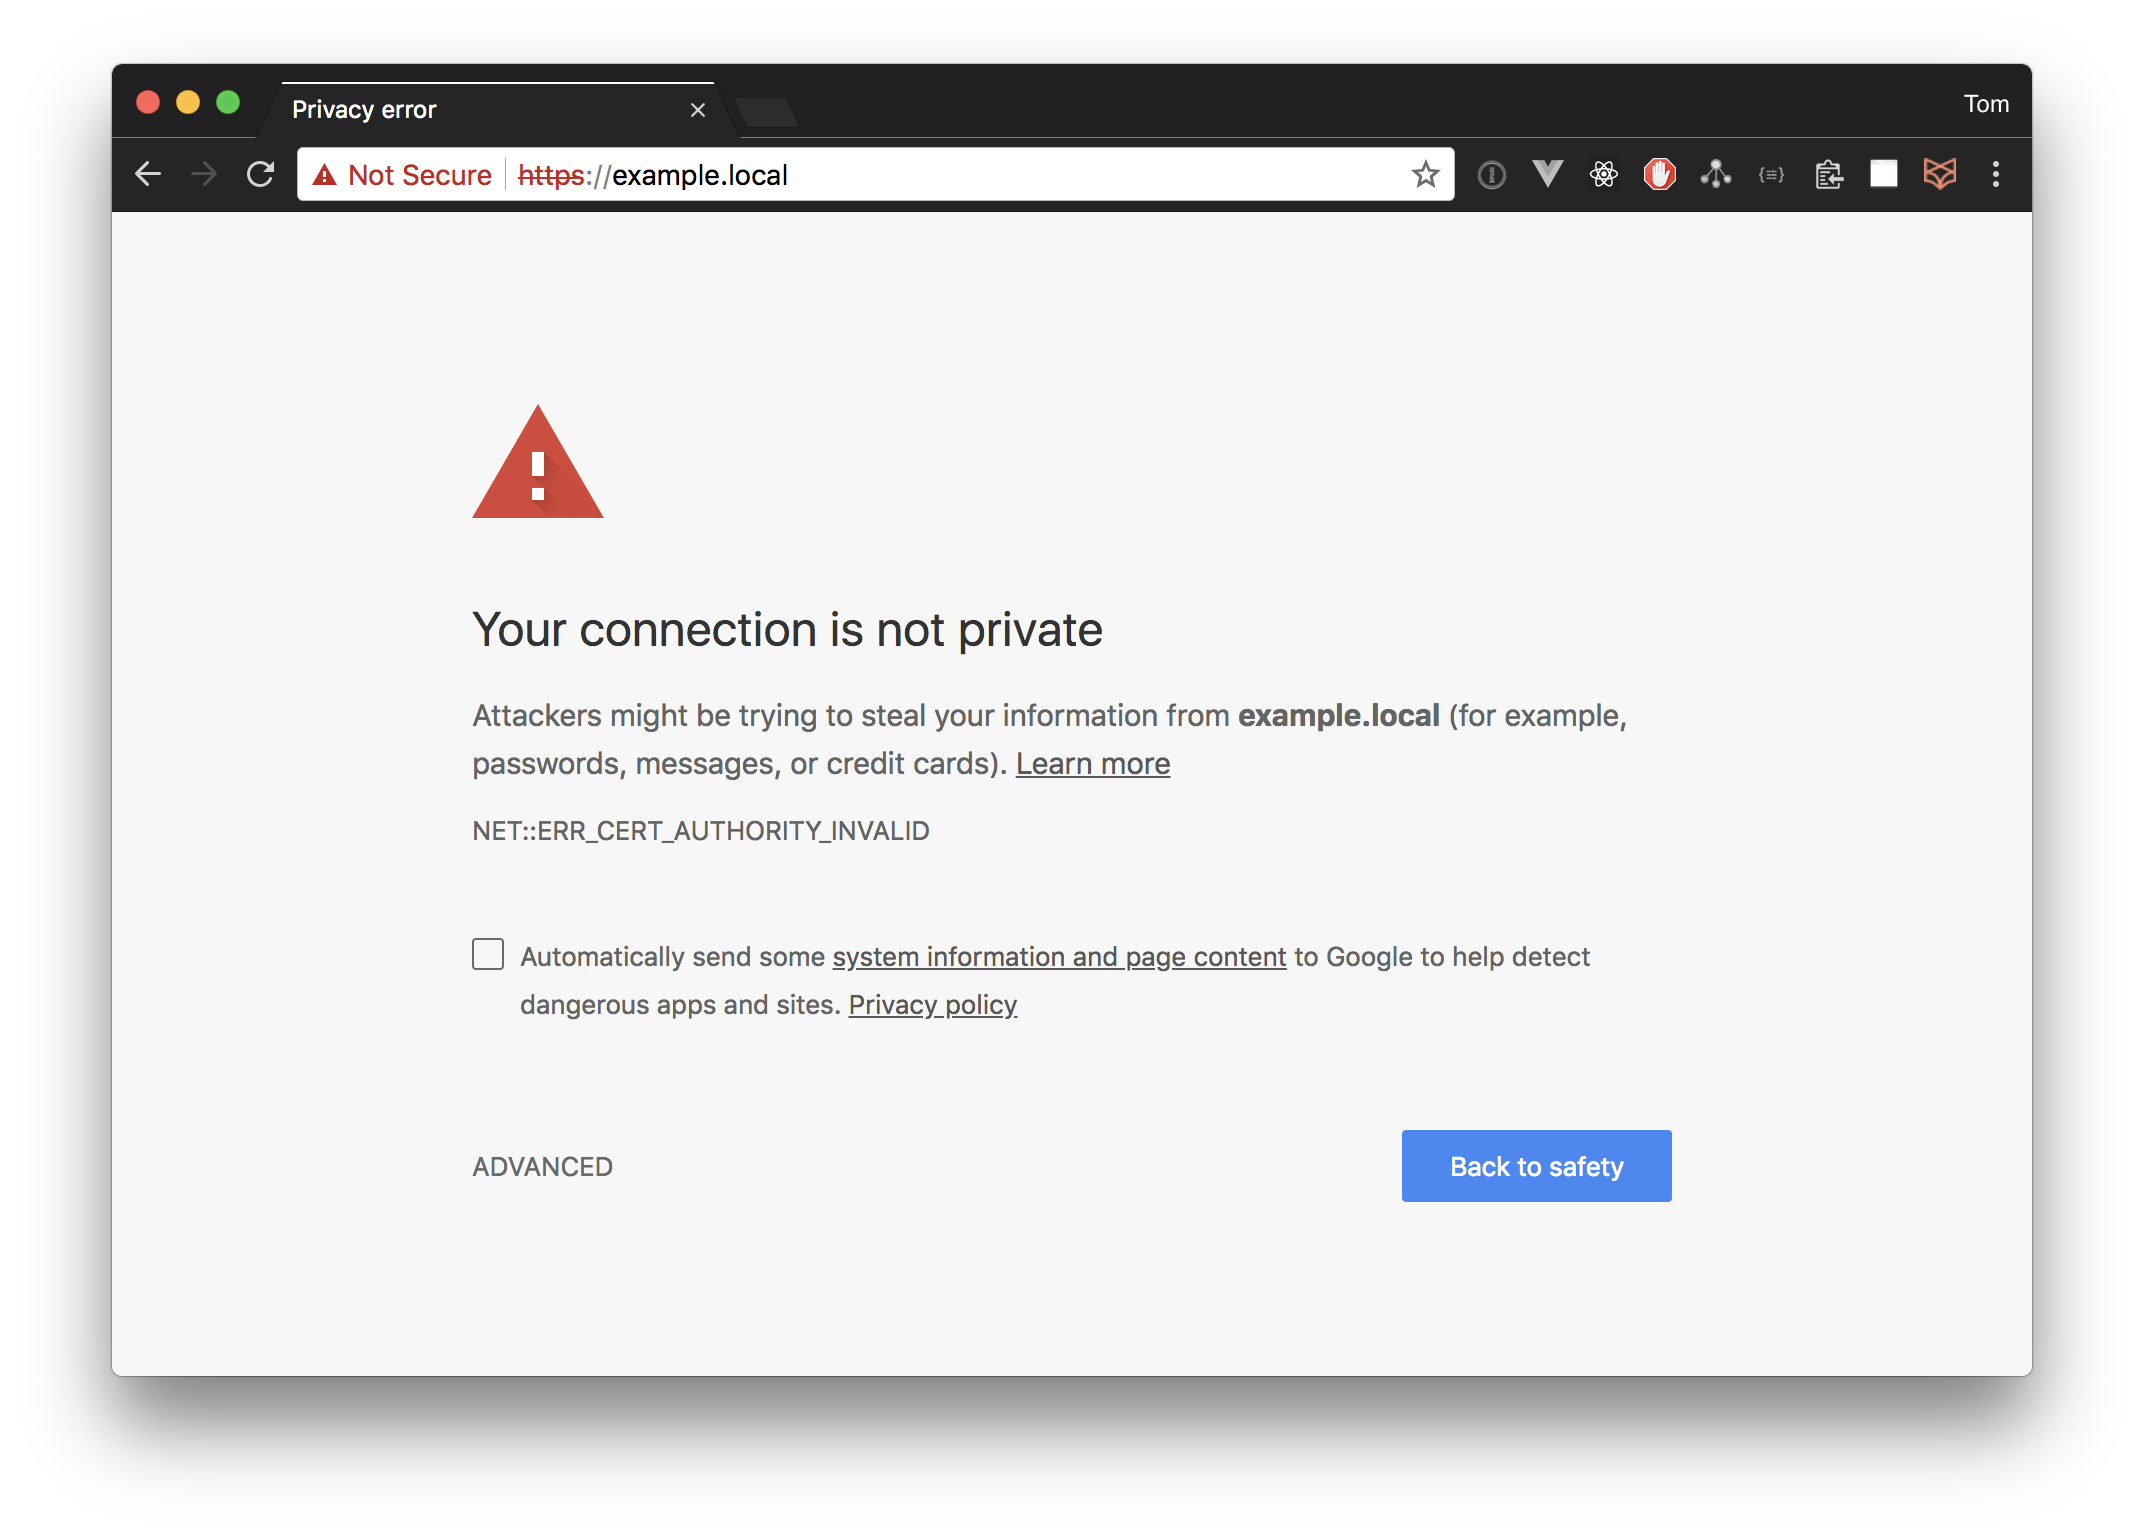 Privacy error
Tom
Not Secure https://example.local
Your connection is not private
Attackers might be trying to steal your information from example.local (for example,
passwords, messages, or credit cards). Learn more
NET::ERR_CERT_AUTHORITY_INVALID
Automatically send some system information and page content to Google to help detect
dangerous apps and sites. Privacy policy
ADVANCED
Back to safety